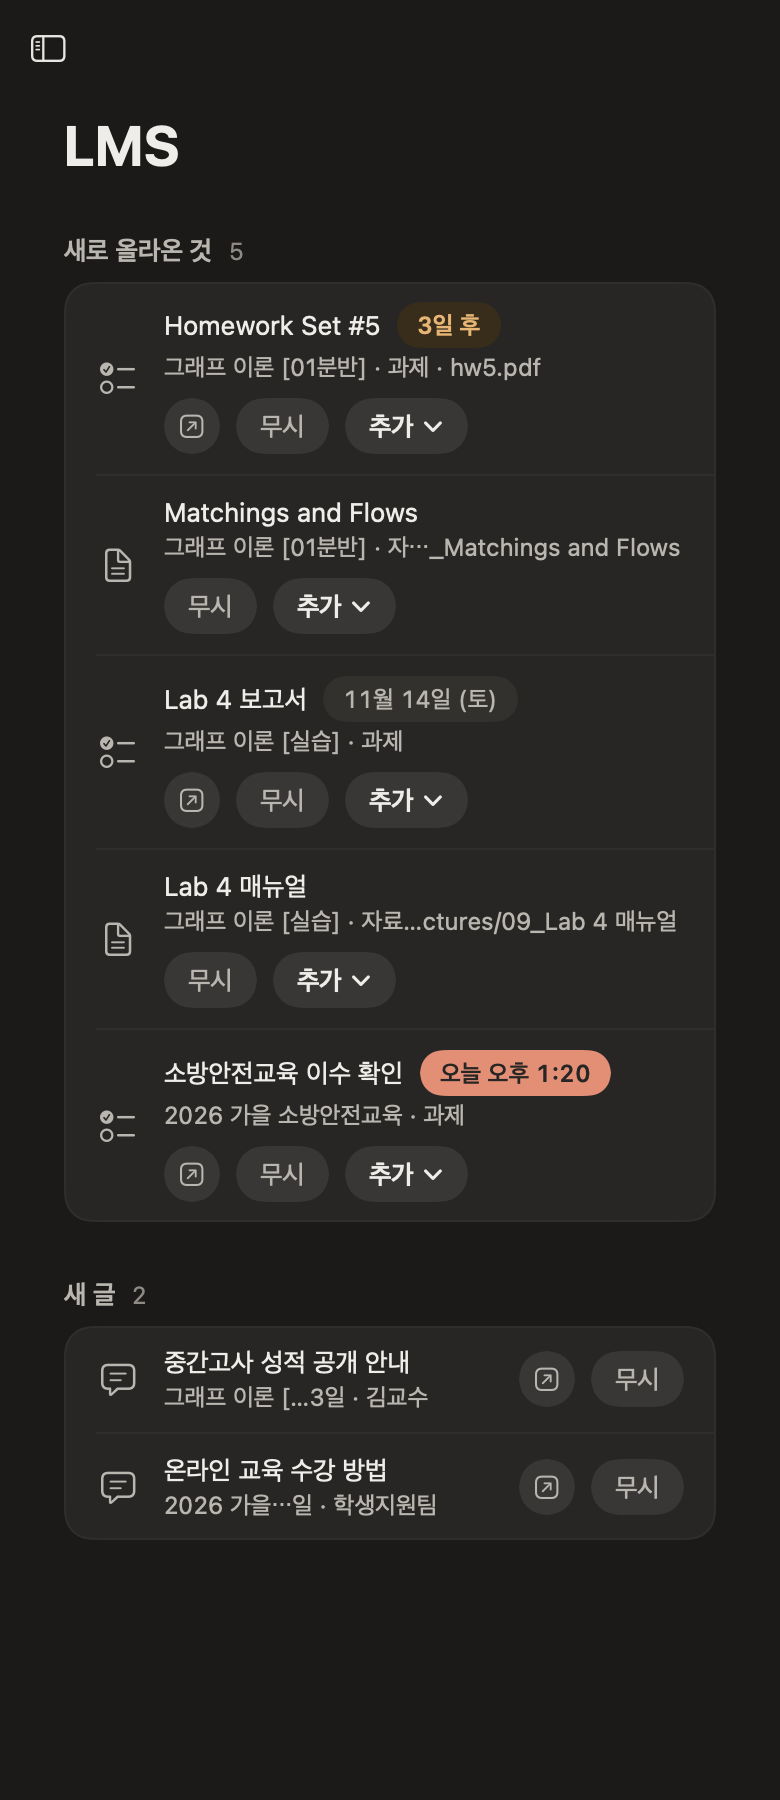 LMS
새로 올라온 것 5
Homework Set #5 3일 후
그래프 이론 [01분반] · 과제 · hw5.pdf
무시 추가
Matchings and Flows
그래프 이론 [01분반] · 자…_Matchings and Flows
무시 추가
Lab 4 보고서 11월 14일 (토)
그래프 이론 [실습] · 과제
무시 추가
Lab 4 매뉴얼
그래프 이론 [실습] · 자료…ctures/09_Lab 4 매뉴얼
무시 추가
소방안전교육 이수 확인 오늘 오후 1:20
2026 가을 소방안전교육 · 과제
무시 추가
새 글 2
중간고사 성적 공개 안내
그래프 이론 […3일 · 김교수
무시
온라인 교육 수강 방법
2026 가을…일 · 학생지원팀
무시